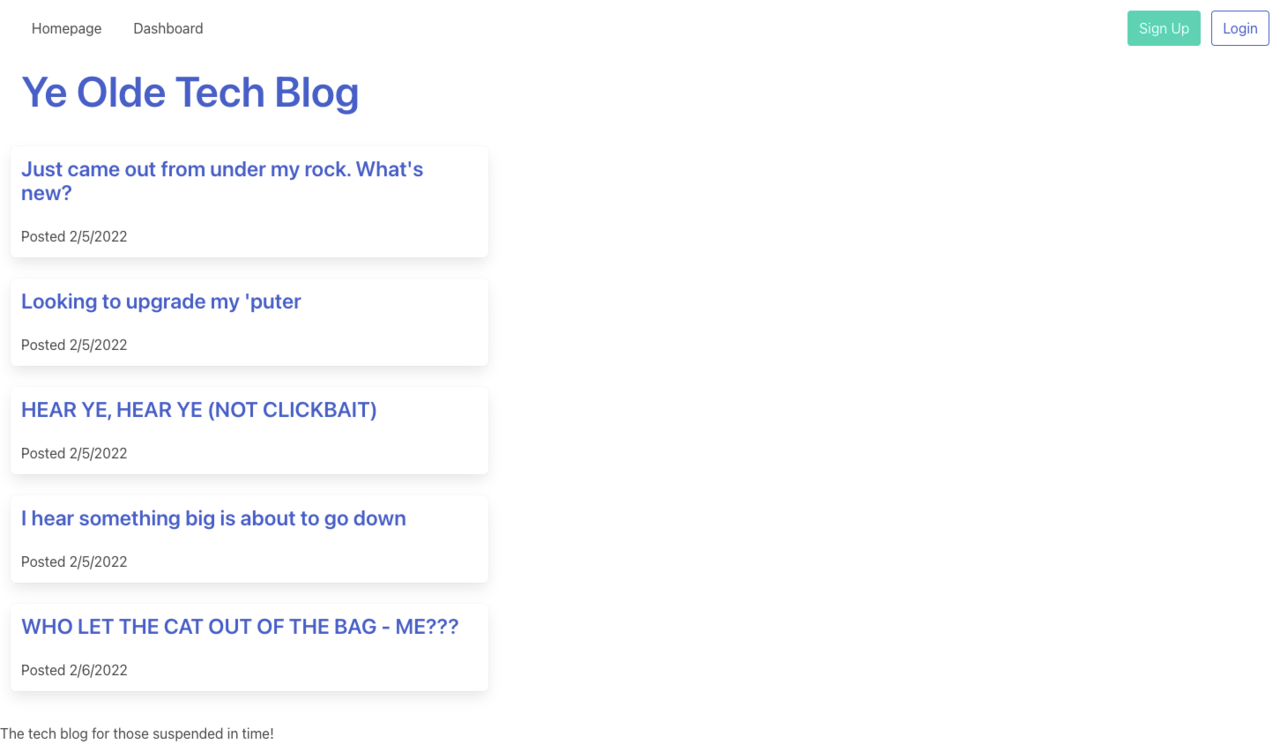 Homepage Dashboard Sign Up Login
Ye Olde Tech Blog
Just came out from under my rock. What's
new?
Posted 2/5/2022
Looking to upgrade my 'puter
Posted 2/5/2022
HEAR YE, HEAR YE (NOT CLICKBAIT)
Posted 2/5/2022
I hear something big is about to go down
Posted 2/5/2022
WHO LET THE CAT OUT OF THE BAG - ME???
Posted 2/6/2022
The tech blog for those suspended in time!